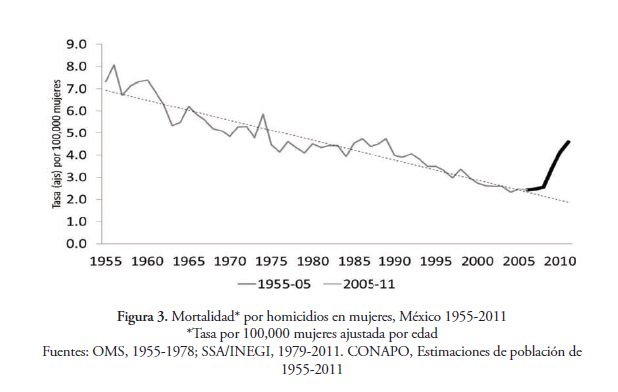 9.0
8.0
7.0
6.0
5.0
4.0
3.0
2.0
1.0
0.0
Tasa (ajs) por 100,000 mujeres
1955 1960 1965 1970 1975 1980 1985 1990 1995 2000 2005 2010
1955-05 2005-11
Figura 3. Mortalidad* por homicidios en mujeres, México 1955-2011
*Tasa por 100,000 mujeres ajustada por edad
Fuentes: OMS, 1955-1978; SSA/INEGI, 1979-2011. CONAPO, Estimaciones de población de
1955-2011